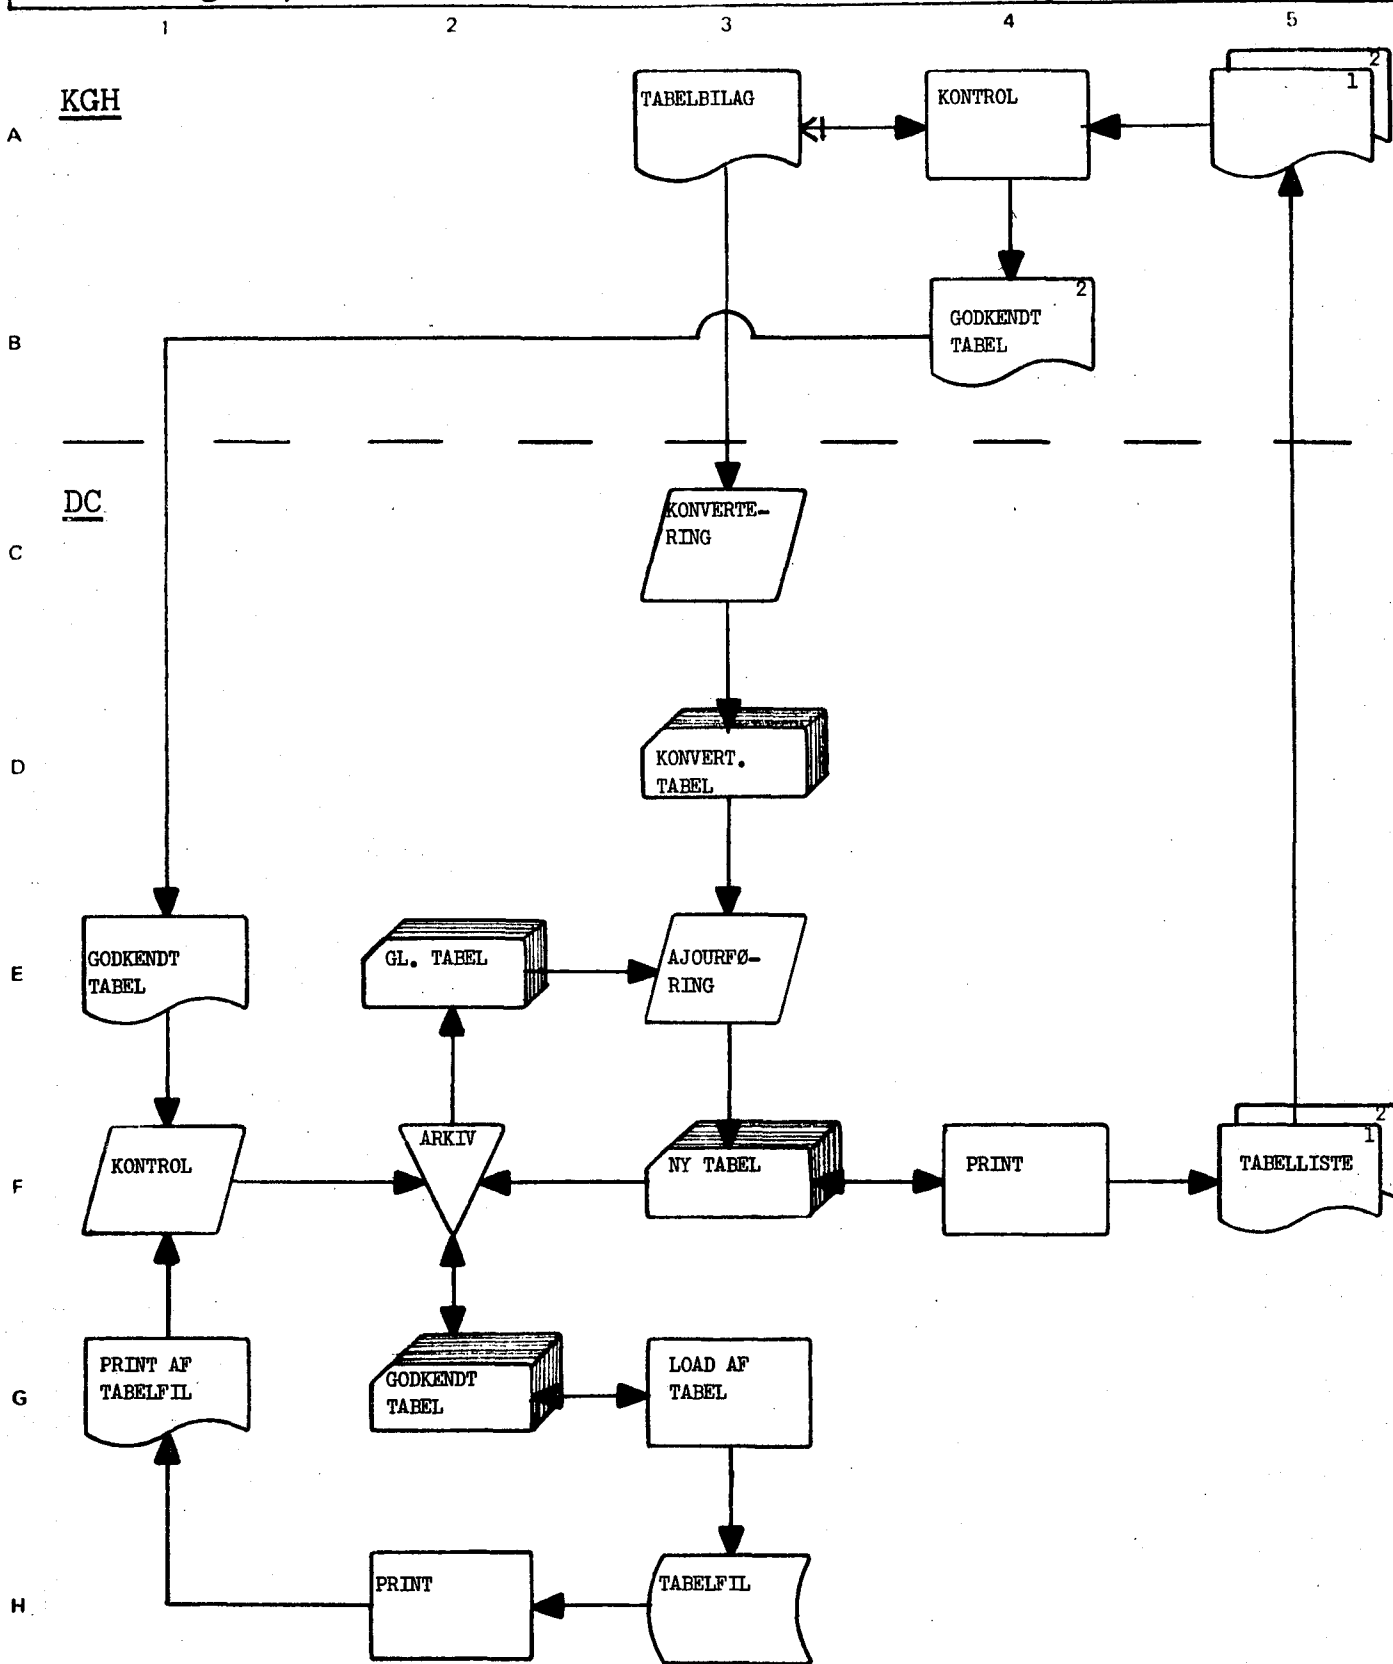 1 2 3 4 5
KGH
A
TABELBILAG
KONTROL
1
2
B
2
GODKENDT
TABEL
DC
C
KONVERTE-
RING
D
KONVERT.
TABEL
E
GODKENDT
TABEL
GL. TABEL
AJOURFØ-
RING
F
KONTROL
ARKIV
NY TABEL
PRINT
TABELLISTE
1
2
G
PRINT AF
TABELFIL
GODKENDT
TABEL
LOAD AF
TABEL
H
PRINT
TABELFIL